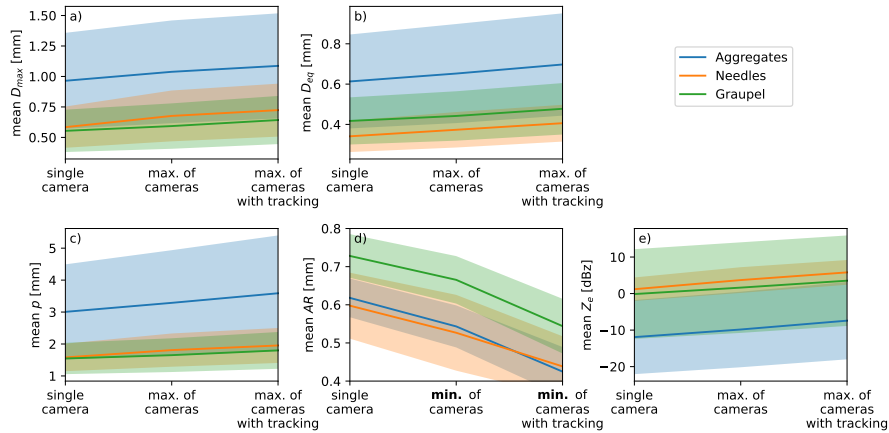 a)
mean D_max [mm]
1.50
1.25
1.00
0.75
0.50
single
camera
max. of
cameras
max. of
cameras
with tracking
b)
mean D_eq [mm]
0.8
0.6
0.4
single
camera
max. of
cameras
max. of
cameras
with tracking
Aggregates
Needles
Graupel
c)
mean p [mm]
5
4
3
2
1
single
camera
max. of
cameras
max. of
cameras
with tracking
d)
mean AR [mm]
0.8
0.7
0.6
0.5
0.4
single
camera
min. of
cameras
min. of
cameras
with tracking
e)
mean Z_e [dBz]
10
0
−10
−20
single
camera
max. of
cameras
max. of
cameras
with tracking